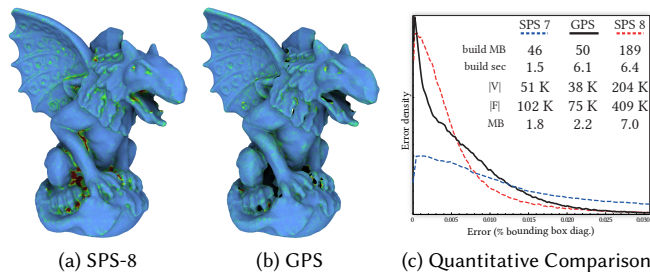 SPS 7 GPS SPS 8
build MB 46 50 189
build sec 1.5 6.1 6.4
|V| 51 K 38 K 204 K
|F| 102 K 75 K 409 K
MB 1.8 2.2 7.0
Error density
0 0.005 0.010 0.015 0.020 0.025 0.030
Error (% bounding box diag.)
(a) SPS-8 (b) GPS (c) Quantitative Comparison